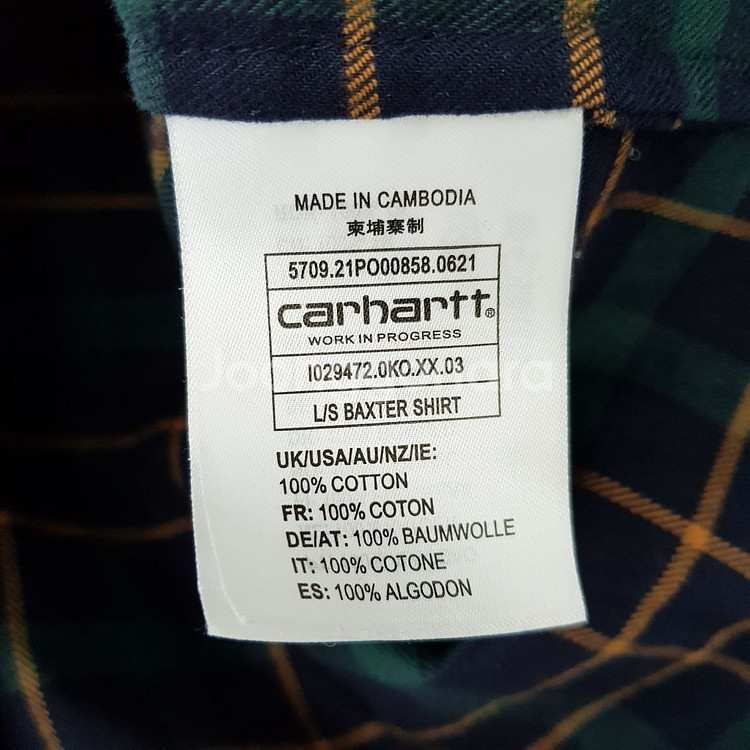 MADE IN CAMBODIA
柬埔寨制
5709.21PO00858.0621
carhartt®
WORK IN PROGRESS
I029472.0KO.XX.03
L/S BAXTER SHIRT
UK/USA/AU/NZ/IE:
100% COTTON
FR: 100% COTON
DE/AT: 100% BAUMWOLLE
IT: 100% COTONE
ES: 100% ALGODON